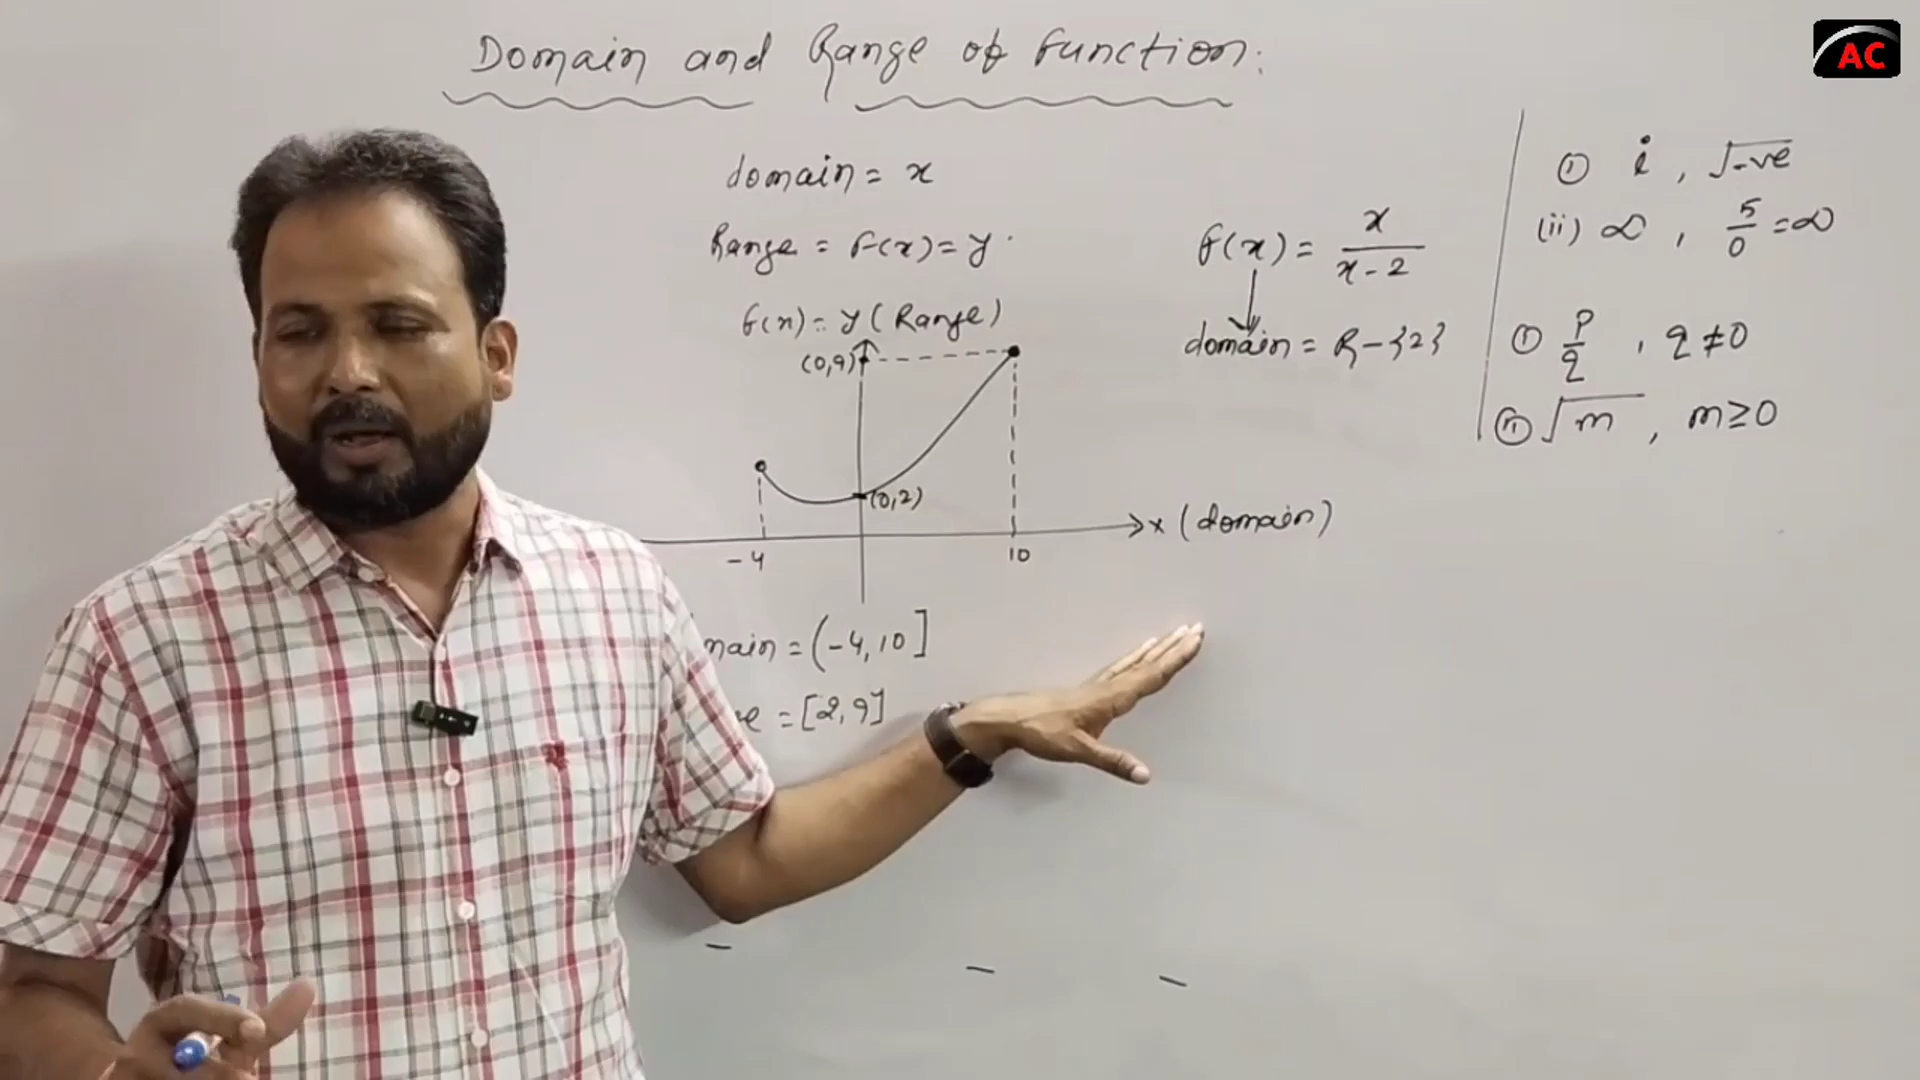 Domain and Range of function:
domain = x
Range = f(x) = y
f(x) = y (Range)
(0,9)
(0,2)
-4
10
x (domain)
main = (-4, 10]
e = [2, 9]
f(x) = x/(x-2)
domain = R - {2}
(i) i, √-ve
(ii) ∞, 5/0 = ∞
(i) p/q, q ≠ 0
(ii) √m, m ≥ 0
AC